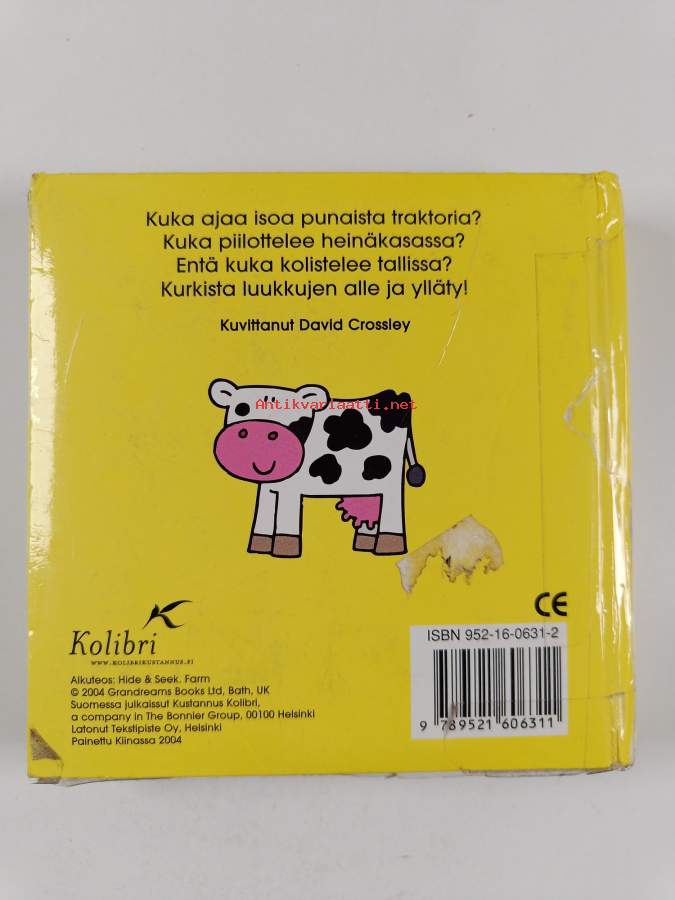 Kuka ajaa isoa punaista traktoria?
Kuka piilottelee heinäkasassa?
Entä kuka kolistelee tallissa?
Kurkista luukkujen alle ja ylläty!
Kuvittanut David Crossley
Antikvariaatti.net
Kolibri
WWW.KOLIBRIKUSTANNUS.FI
Alkuteos: Hide & Seek. Farm
© 2004 Grandreams Books Ltd, Bath, UK
Suomessa julkaissut Kustannus Kolibri,
a company in The Bonnier Group, 00100 Helsinki
Latonut Tekstipiste Oy, Helsinki
Painettu Kiinassa 2004
CE
ISBN 952-16-0631-2
9 789521 606311